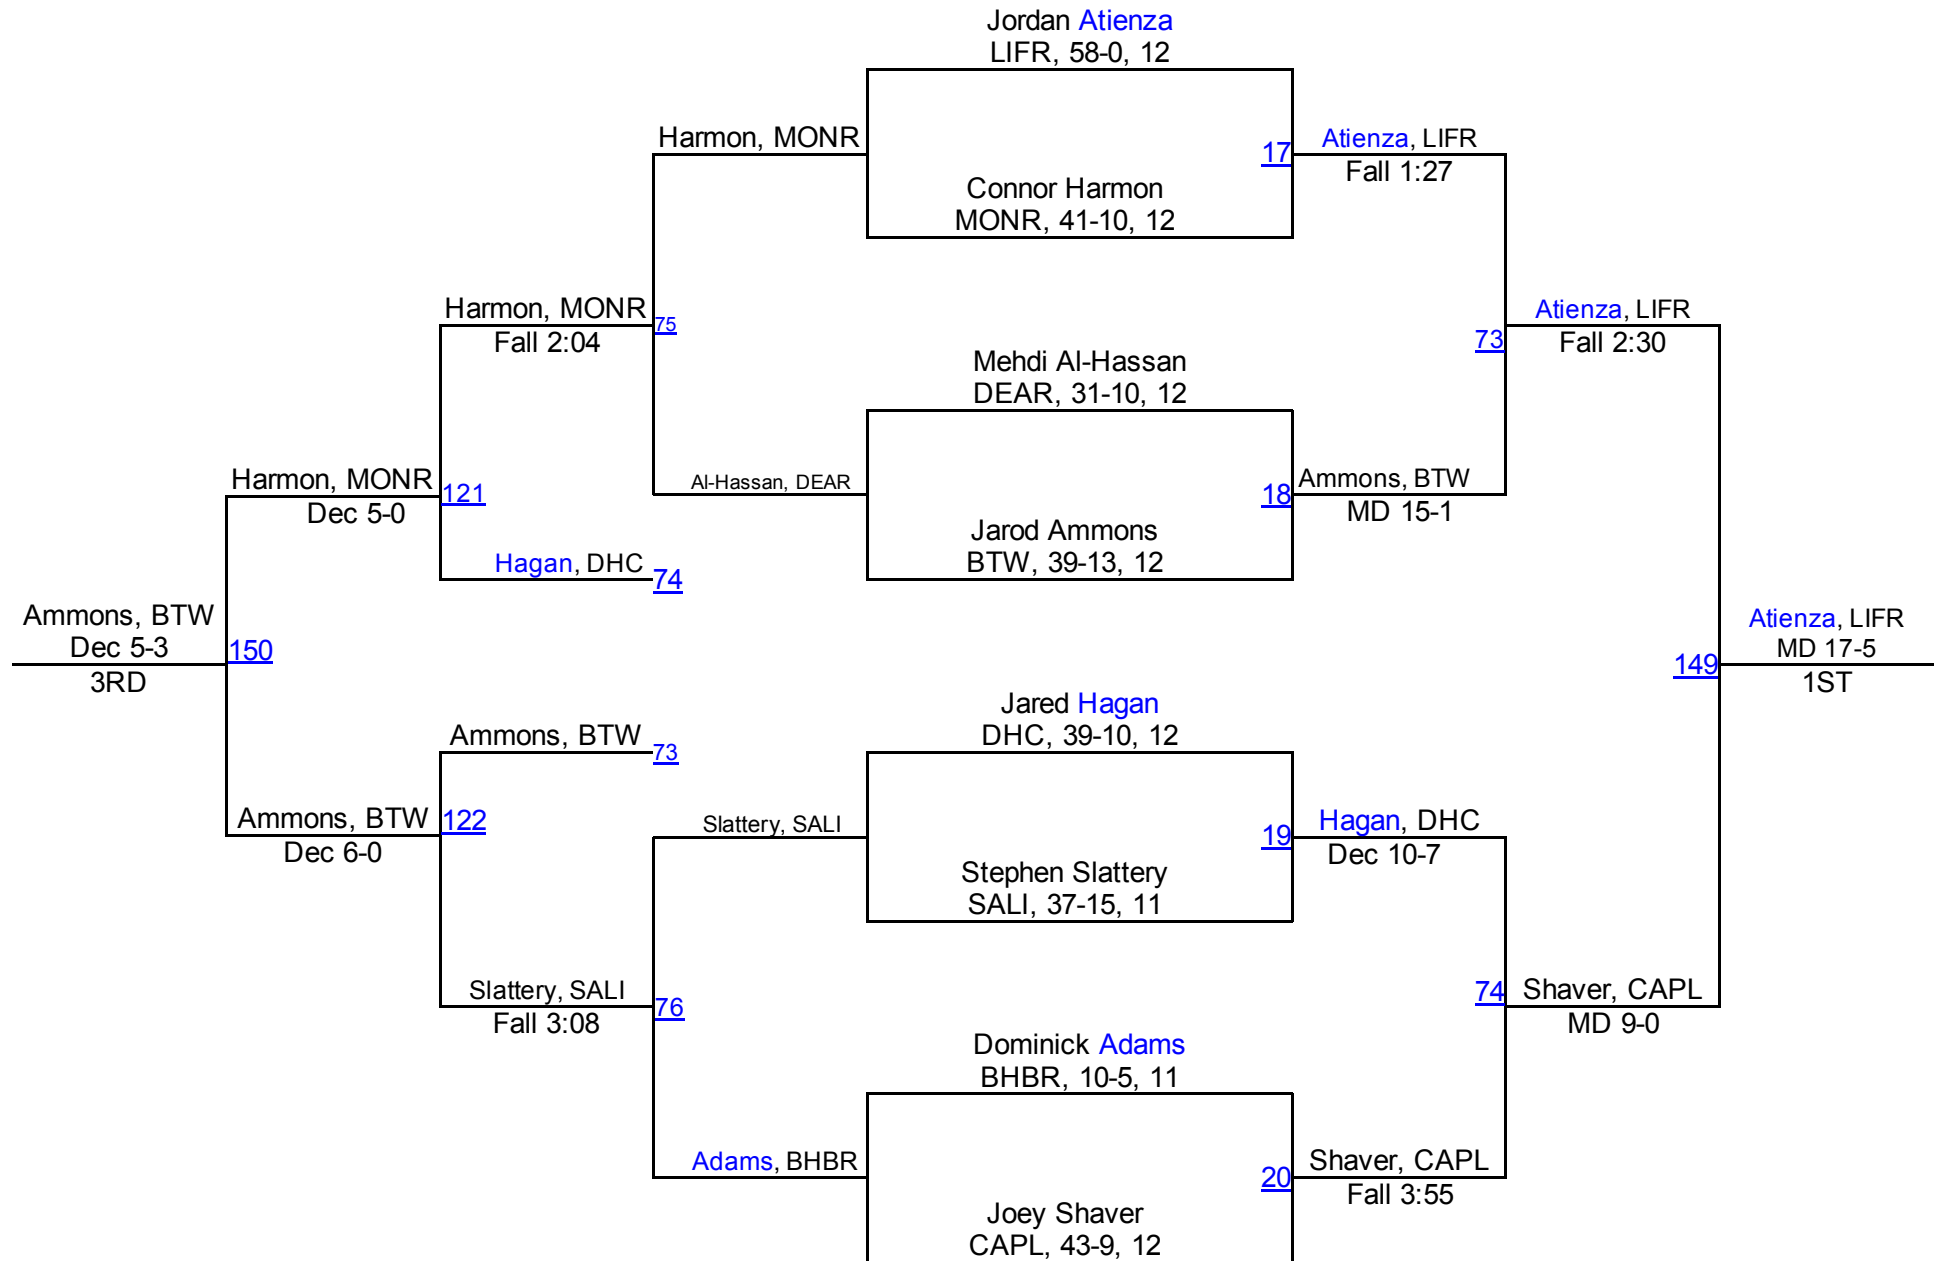 Jordan Atienza
LIFR, 58-0, 12
Harmon, MONR
17
Atienza, LIFR
Fall 1:27
Connor Harmon
MONR, 41-10, 12
Harmon, MONR
75
Fall 2:04
Atienza, LIFR
73
Fall 2:30
Mehdi Al-Hassan
DEAR, 31-10, 12
Harmon, MONR
121
Dec 5-0
Al-Hassan, DEAR
18
Ammons, BTW
MD 15-1
Jarod Ammons
BTW, 39-13, 12
Hagan, DHC
74
Ammons, BTW
Dec 5-3
150
3RD
Atienza, LIFR
MD 17-5
149
1ST
Jared Hagan
DHC, 39-10, 12
Ammons, BTW
73
Ammons, BTW
122
Dec 6-0
Slattery, SALI
19
Hagan, DHC
Dec 10-7
Stephen Slattery
SALI, 37-15, 11
Slattery, SALI
76
Fall 3:08
74
Shaver, CAPL
MD 9-0
Dominick Adams
BHBR, 10-5, 11
Adams, BHBR
20
Shaver, CAPL
Fall 3:55
Joey Shaver
CAPL, 43-9, 12